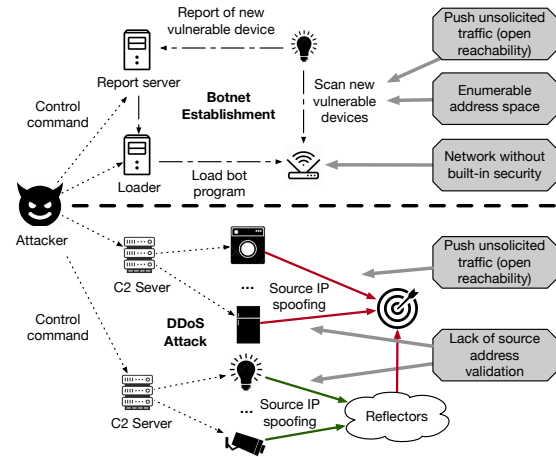 Report of new
vulnerable device
Push unsolicited
traffic (open
reachability)
Report server
Control
command
Botnet
Establishment
Scan new
vulnerable
devices
Enumerable
address space
Loader
Load bot
program
Network without
built-in security
Attacker
C2 Sever
...
Source IP
spoofing
Push unsolicited
traffic (open
reachability)
Control
command
DDoS
Attack
Lack of source
address
validation
C2 Server
...
Source IP
spoofing
Reflectors